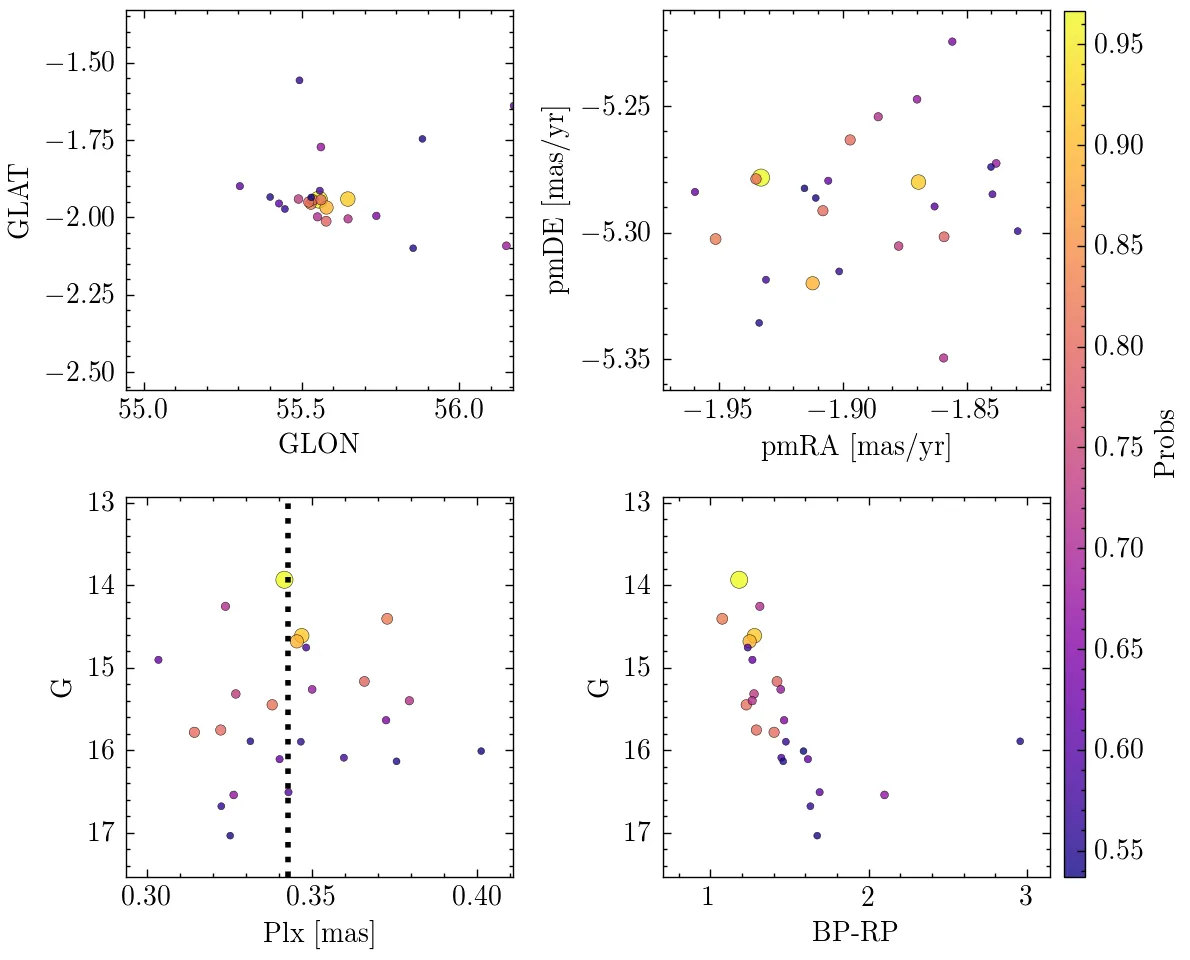 −1.50
−1.75
−2.00
−2.25
−2.50
GLAT
55.0 55.5 56.0
GLON
−5.25
−5.30
−5.35
pmDE [mas/yr]
−1.95 −1.90 −1.85
pmRA [mas/yr]
13
14
15
16
17
G
0.30 0.35 0.40
Plx [mas]
13
14
15
16
17
G
1 2 3
BP-RP
0.95
0.90
0.85
0.80
0.75
0.70
0.65
0.60
0.55
Probs